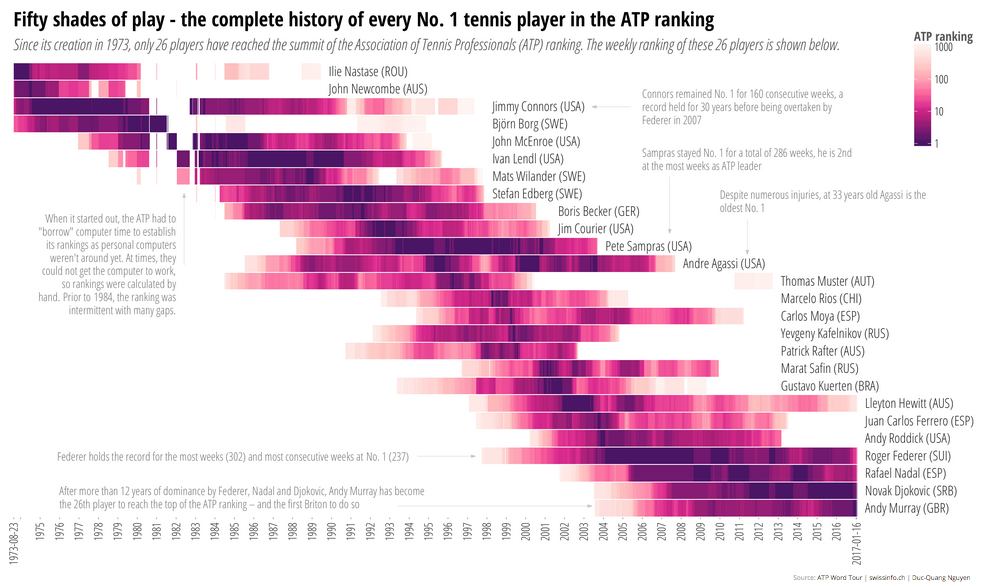 Fifty shades of play - the complete history of every No. 1 tennis player in the ATP ranking
Since its creation in 1973, only 26 players have reached the summit of the Association of Tennis Professionals (ATP) ranking. The weekly ranking of these 26 players is shown below.
ATP ranking
1000
100
10
1
Ilie Nastase (ROU)
John Newcombe (AUS)
Jimmy Connors (USA)
Björn Borg (SWE)
John McEnroe (USA)
Ivan Lendl (USA)
Mats Wilander (SWE)
Stefan Edberg (SWE)
Boris Becker (GER)
Jim Courier (USA)
Pete Sampras (USA)
Andre Agassi (USA)
Thomas Muster (AUT)
Marcelo Rios (CHI)
Carlos Moya (ESP)
Yevgeny Kafelnikov (RUS)
Patrick Rafter (AUS)
Marat Safin (RUS)
Gustavo Kuerten (BRA)
Lleyton Hewitt (AUS)
Juan Carlos Ferrero (ESP)
Andy Roddick (USA)
Roger Federer (SUI)
Rafael Nadal (ESP)
Novak Djokovic (SRB)
Andy Murray (GBR)
Connors remained No. 1 for 160 consecutive weeks, a
record held for 30 years before being overtaken by
Federer in 2007
Sampras stayed No. 1 for a total of 286 weeks, he is 2nd
at the most weeks as ATP leader
Despite numerous injuries, at 33 years old Agassi is the
oldest No. 1
When it started out, the ATP had to
"borrow" computer time to establish
its rankings as personal computers
weren't around yet. At times, they
could not get the computer to work,
so rankings were calculated by
hand. Prior to 1984, the ranking was
intermittent with many gaps.
Federer holds the record for the most weeks (302) and most consecutive weeks at No. 1 (237)
After more than 12 years of dominance by Federer, Nadal and Djokovic, Andy Murray has become
the 26th player to reach the top of the ATP ranking – and the first Briton to do so
1973-08-23
1975
1976
1977
1978
1979
1980
1981
1982
1983
1984
1985
1986
1987
1988
1989
1990
1991
1992
1993
1994
1995
1996
1997
1998
1999
2000
2001
2002
2003
2004
2005
2006
2007
2008
2009
2010
2011
2012
2013
2014
2015
2016
2017-01-16
Source: ATP Word Tour | swissinfo.ch | Duc-Quang Nguyen